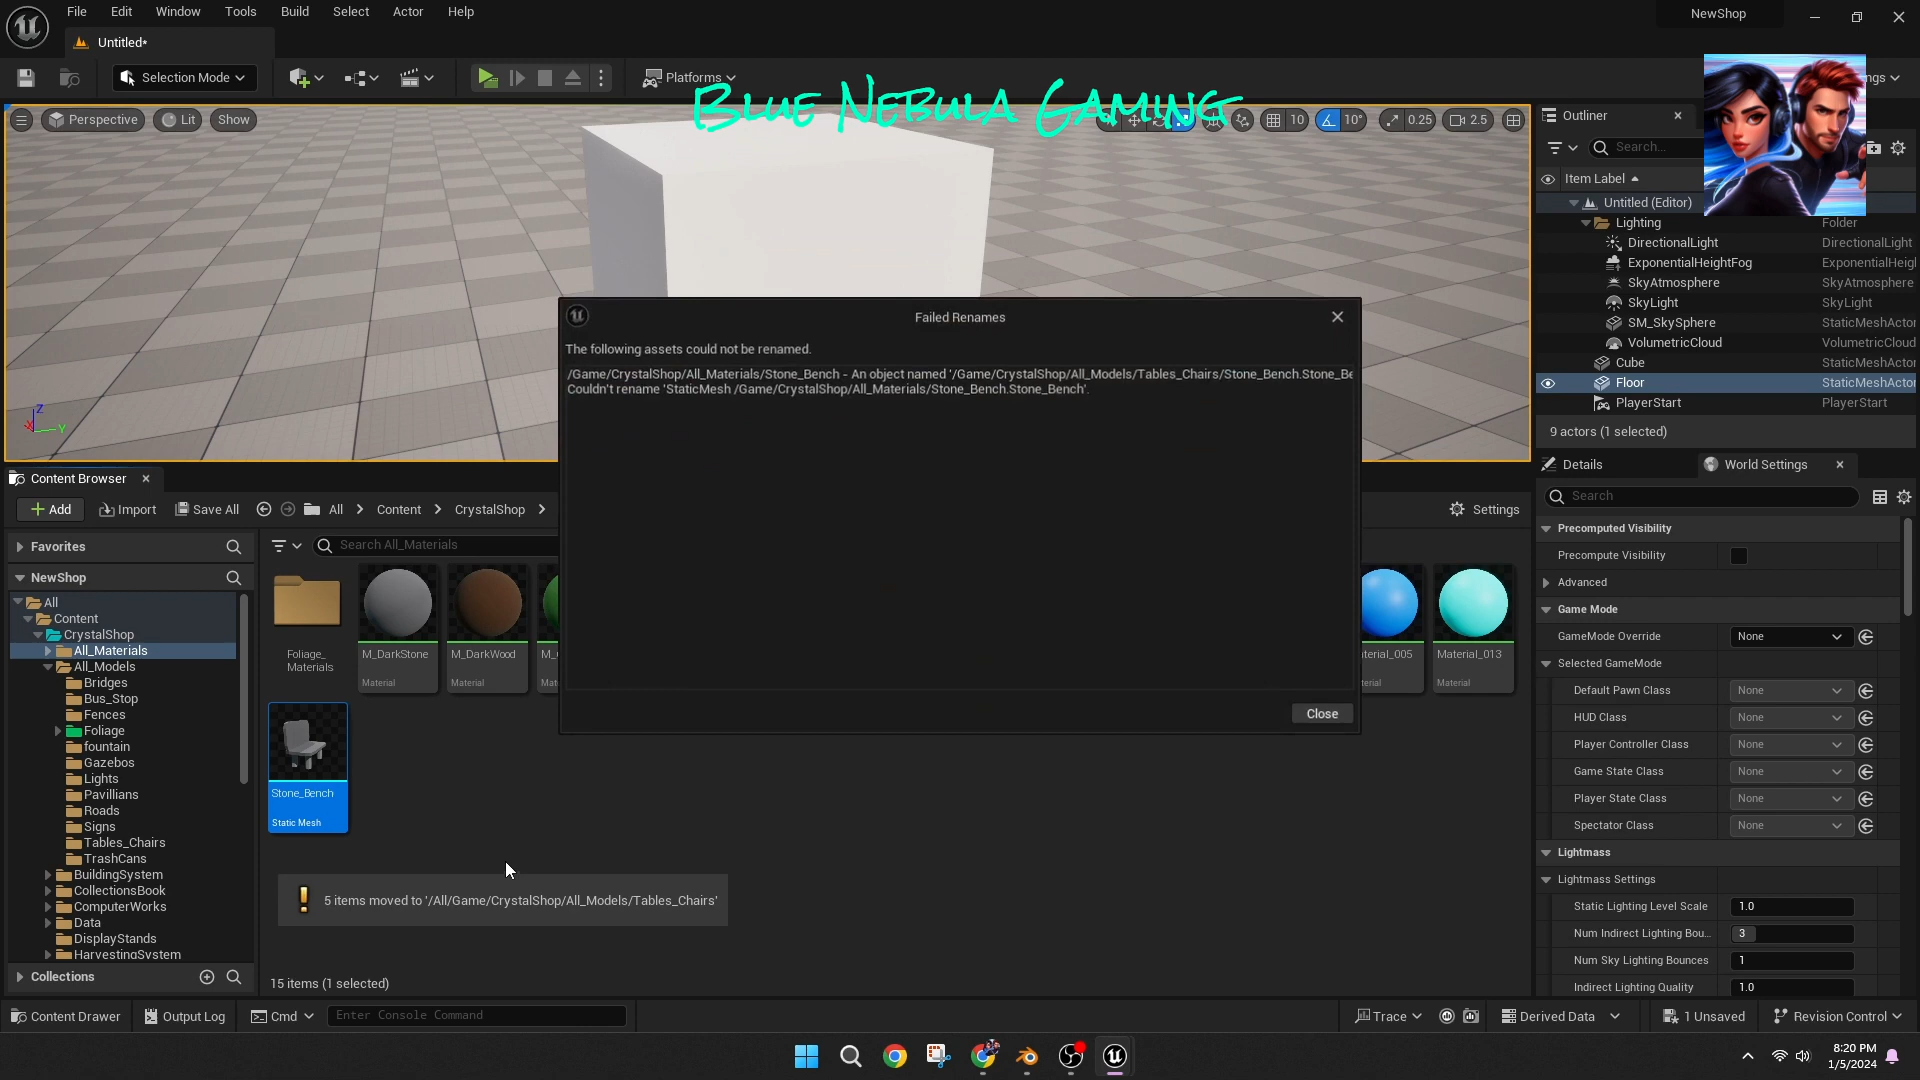 File Edit Window Tools Build Select Actor Help
NewShop
Untitled*
Selection Mode
Platforms
Blue Nebula Gaming
Perspective Lit Show
10 10° 0.25 2.5
Outliner
Search...
Item Label
Untitled (Editor)
Lighting Folder
DirectionalLight DirectionalLight
ExponentialHeightFog ExponentialHeigl
SkyAtmosphere SkyAtmosphere
SkyLight SkyLight
SM_SkySphere StaticMeshActor
VolumetricCloud VolumetricCloud
Cube StaticMeshActor
Floor StaticMeshActor
PlayerStart PlayerStart
9 actors (1 selected)
Failed Renames
The following assets could not be renamed.
/Game/CrystalShop/All_Materials/Stone_Bench - An object named '/Game/CrystalShop/All_Models/Tables_Chairs/Stone_Bench.Stone_Be
Couldn't rename 'StaticMesh /Game/CrystalShop/All_Materials/Stone_Bench.Stone_Bench'.
Close
Content Browser
Add Import Save All All Content CrystalShop Settings
Favorites
Search All_Materials
NewShop
All
Content
CrystalShop
All_Materials
All_Models
Bridges
Bus_Stop
Fences
Foliage
fountain
Gazebos
Lights
Pavillians
Roads
Signs
Tables_Chairs
TrashCans
BuildingSystem
CollectionsBook
ComputerWorks
Data
DisplayStands
HarvestingSystem
Collections
Foliage_
Materials
M_DarkStone
Material
M_DarkWood
Material
Material_013
Material
Stone_Bench
Static Mesh
5 items moved to '/All/Game/CrystalShop/All_Models/Tables_Chairs'
15 items (1 selected)
Details World Settings
Search
Precomputed Visibility
Precompute Visibility
Advanced
Game Mode
GameMode Override None
Selected GameMode
Default Pawn Class None
HUD Class None
Player Controller Class None
Game State Class None
Player State Class None
Spectator Class None
Lightmass
Lightmass Settings
Static Lighting Level Scale 1.0
Num Indirect Lighting Bou... 3
Num Sky Lighting Bounces 1
Indirect Lighting Quality 1.0
Content Drawer Output Log Cmd Enter Console Command
Trace Derived Data 1 Unsaved Revision Control
8:20 PM
1/5/2024